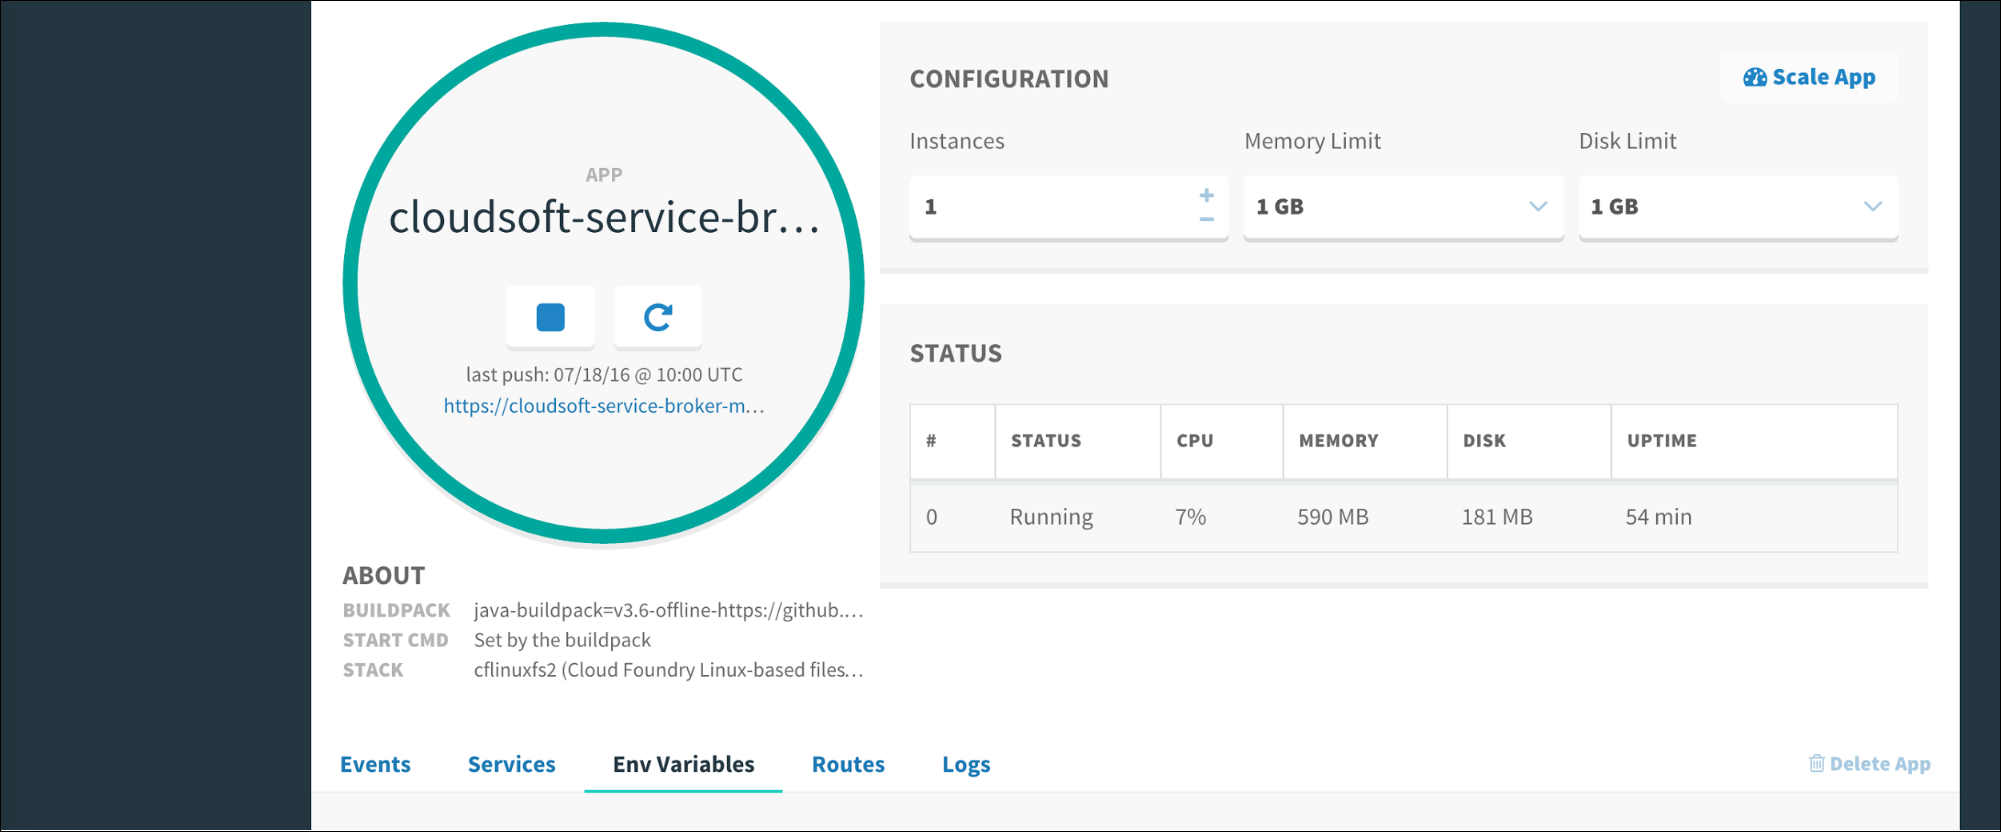 APP
cloudsoft-service-br...
last push: 07/18/16 @ 10:00 UTC
https://cloudsoft-service-broker-m...
ABOUT
BUILDPACK java-buildpack=v3.6-offline-https://github....
START CMD Set by the buildpack
STACK cflinuxfs2 (Cloud Foundry Linux-based files...
CONFIGURATION
Scale App
Instances Memory Limit Disk Limit
1 + − 1 GB 1 GB
STATUS
# STATUS CPU MEMORY DISK UPTIME
0 Running 7% 590 MB 181 MB 54 min
Events Services Env Variables Routes Logs Delete App